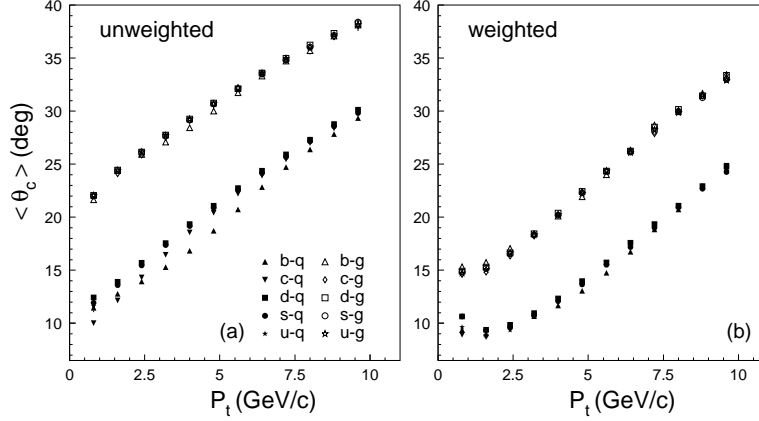 unweighted
weighted
< θc > (deg)
40
35
30
25
20
15
10
b-q b-g
c-q c-g
d-q d-g
s-q s-g
u-q u-g
(a)
0 2.5 5 7.5 10
Pt (GeV/c)
40
35
30
25
20
15
10
(b)
0 2.5 5 7.5 10
Pt (GeV/c)